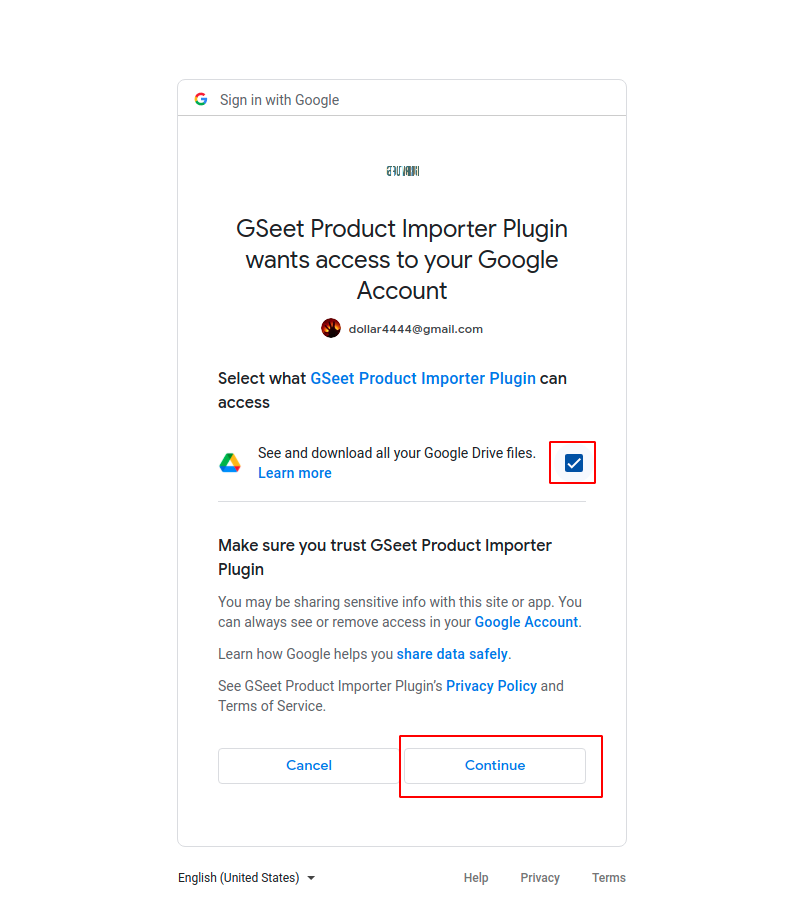 Sign in with Google
GSeet Product Importer Plugin
wants access to your Google
Account
dollar4444@gmail.com
Select what GSeet Product Importer Plugin can
access
See and download all your Google Drive files.
Learn more
Make sure you trust GSeet Product Importer
Plugin
You may be sharing sensitive info with this site or app. You
can always see or remove access in your Google Account.
Learn how Google helps you share data safely.
See GSeet Product Importer Plugin's Privacy Policy and
Terms of Service.
Cancel Continue
English (United States) Help Privacy Terms